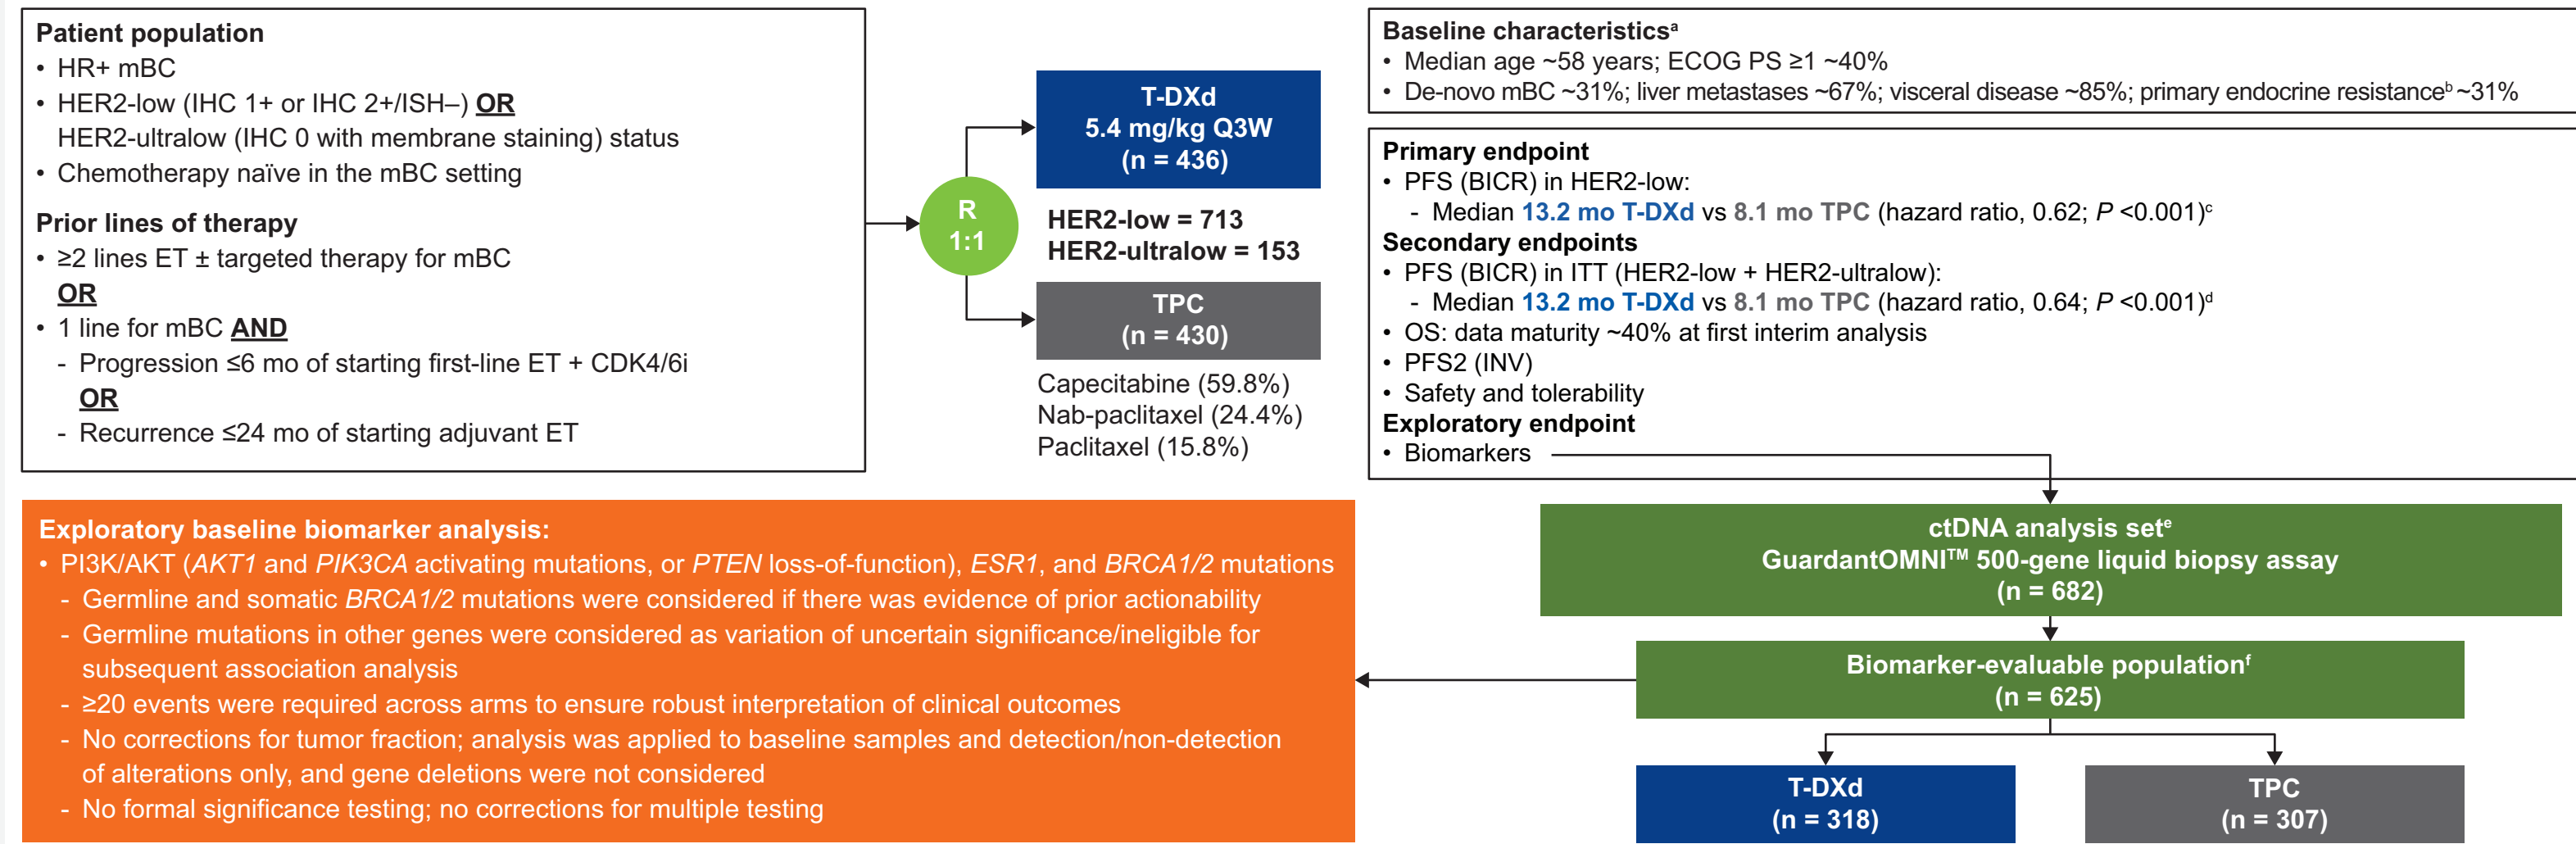 Patient population
• HR+ mBC
• HER2-low (IHC 1+ or IHC 2+/ISH–) OR
HER2-ultralow (IHC 0 with membrane staining) status
• Chemotherapy naïve in the mBC setting
Prior lines of therapy
• ≥2 lines ET ± targeted therapy for mBC
OR
• 1 line for mBC AND
- Progression ≤6 mo of starting first-line ET + CDK4/6i
OR
- Recurrence ≤24 mo of starting adjuvant ET
R
1:1
T-DXd
5.4 mg/kg Q3W
(n = 436)
HER2-low = 713
HER2-ultralow = 153
TPC
(n = 430)
Capecitabine (59.8%)
Nab-paclitaxel (24.4%)
Paclitaxel (15.8%)
Baseline characteristicsᵃ
• Median age ~58 years; ECOG PS ≥1 ~40%
• De-novo mBC ~31%; liver metastases ~67%; visceral disease ~85%; primary endocrine resistanceᵇ ~31%
Primary endpoint
• PFS (BICR) in HER2-low:
- Median 13.2 mo T-DXd vs 8.1 mo TPC (hazard ratio, 0.62; P <0.001)ᶜ
Secondary endpoints
• PFS (BICR) in ITT (HER2-low + HER2-ultralow):
- Median 13.2 mo T-DXd vs 8.1 mo TPC (hazard ratio, 0.64; P <0.001)ᵈ
• OS: data maturity ~40% at first interim analysis
• PFS2 (INV)
• Safety and tolerability
Exploratory endpoint
• Biomarkers
ctDNA analysis setᵉ
GuardantOMNI™ 500-gene liquid biopsy assay
(n = 682)
Biomarker-evaluable populationᶠ
(n = 625)
T-DXd
(n = 318)
TPC
(n = 307)
Exploratory baseline biomarker analysis:
• PI3K/AKT (AKT1 and PIK3CA activating mutations, or PTEN loss-of-function), ESR1, and BRCA1/2 mutations
- Germline and somatic BRCA1/2 mutations were considered if there was evidence of prior actionability
- Germline mutations in other genes were considered as variation of uncertain significance/ineligible for
subsequent association analysis
- ≥20 events were required across arms to ensure robust interpretation of clinical outcomes
- No corrections for tumor fraction; analysis was applied to baseline samples and detection/non-detection
of alterations only, and gene deletions were not considered
- No formal significance testing; no corrections for multiple testing